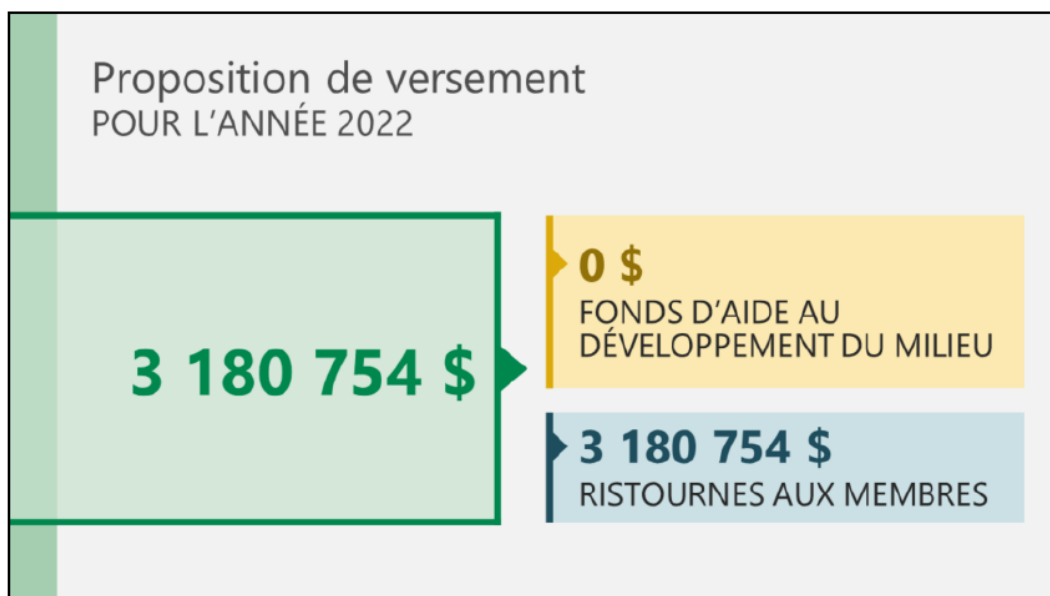 Proposition de versement
POUR L'ANNÉE 2022
3 180 754 $
0 $
FONDS D'AIDE AU
DÉVELOPPEMENT DU MILIEU
3 180 754 $
RISTOURNES AUX MEMBRES